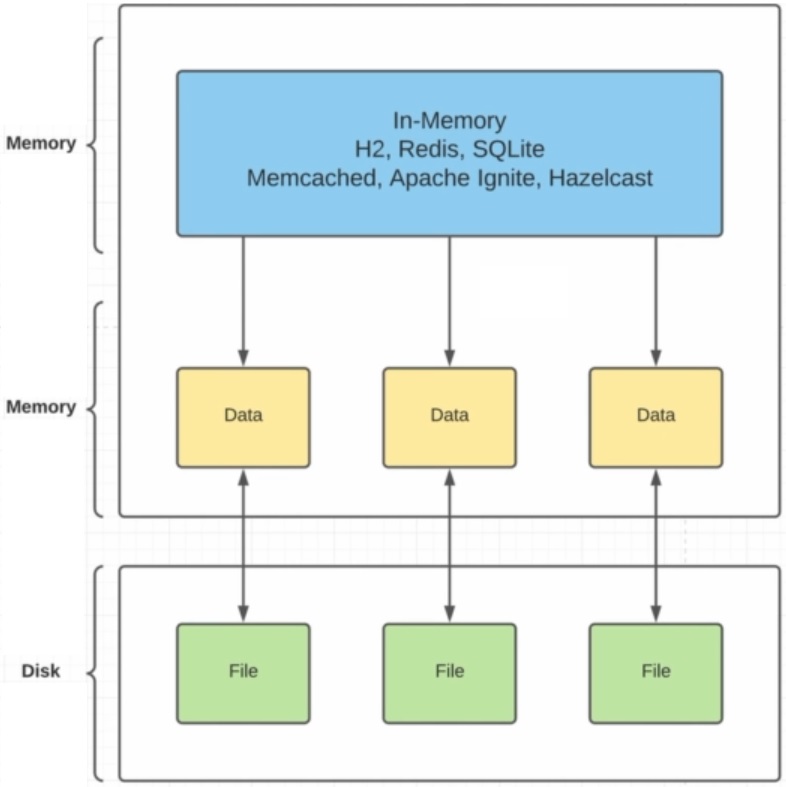 Memory
In-Memory
H2, Redis, SQLite
Memcached, Apache Ignite, Hazelcast
Memory
Data
Data
Data
Disk
File
File
File